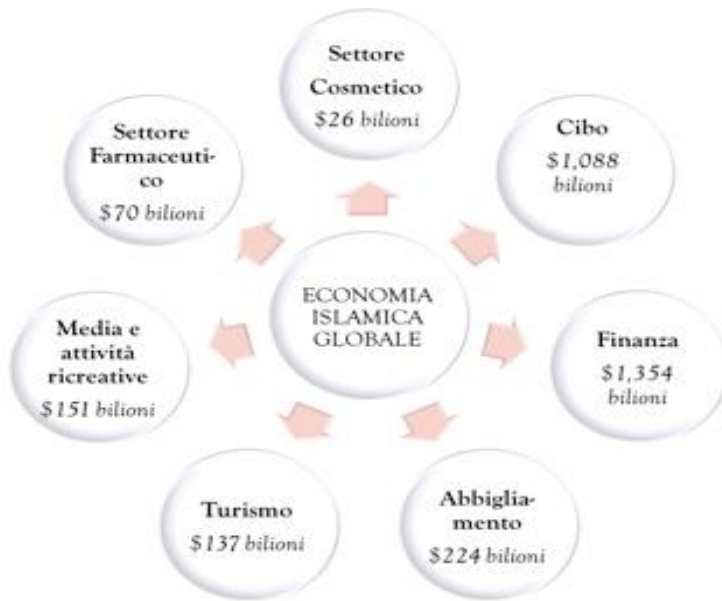 Settore
Cosmetico
$26 bilioni
Cibo
$1,088
bilioni
Finanza
$1,354
bilioni
Abbiglia-
mento
$224 bilioni
Turismo
$137 bilioni
Media e
attività
ricreative
$151 bilioni
Settore
Farmaceuti-
co
$70 bilioni
ECONOMIA
ISLAMICA
GLOBALE